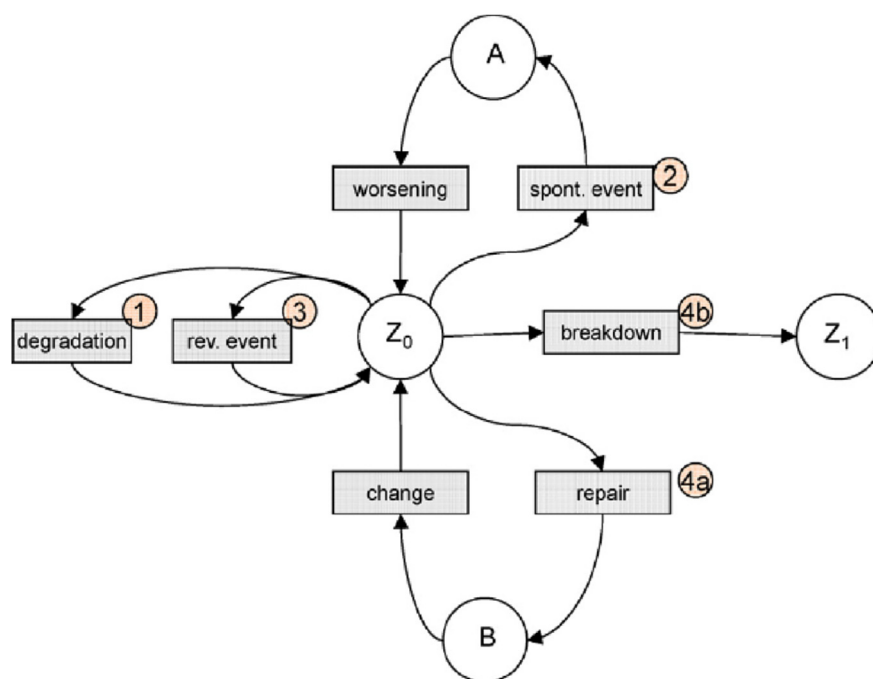 A
worsening
spont. event
2
degradation
1
rev. event
3
Z₀
breakdown
4b
Z₁
change
repair
4a
B